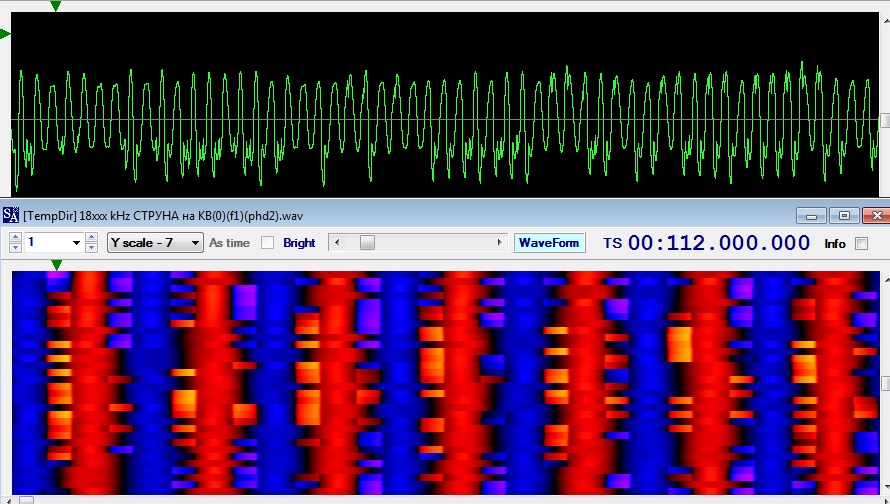 [TempDir] 18xxx kHz СТРУНА на КВ(0)(f1)(phd2).wav
1 Y scale - 7 As time Bright WaveForm TS 00:112.000.000 Info